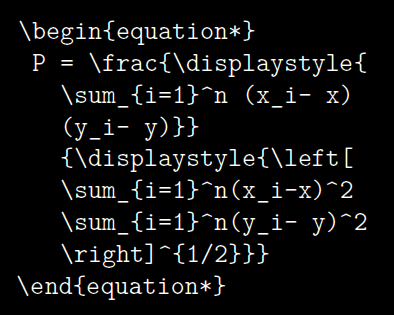 \begin{equation*}
P = \frac{\displaystyle{
\sum_{i=1}^n (x_i- x)
(y_i- y)}}
{\displaystyle{\left[
\sum_{i=1}^n(x_i-x)^2
\sum_{i=1}^n(y_i- y)^2
\right]^{1/2}}}
\end{equation*}